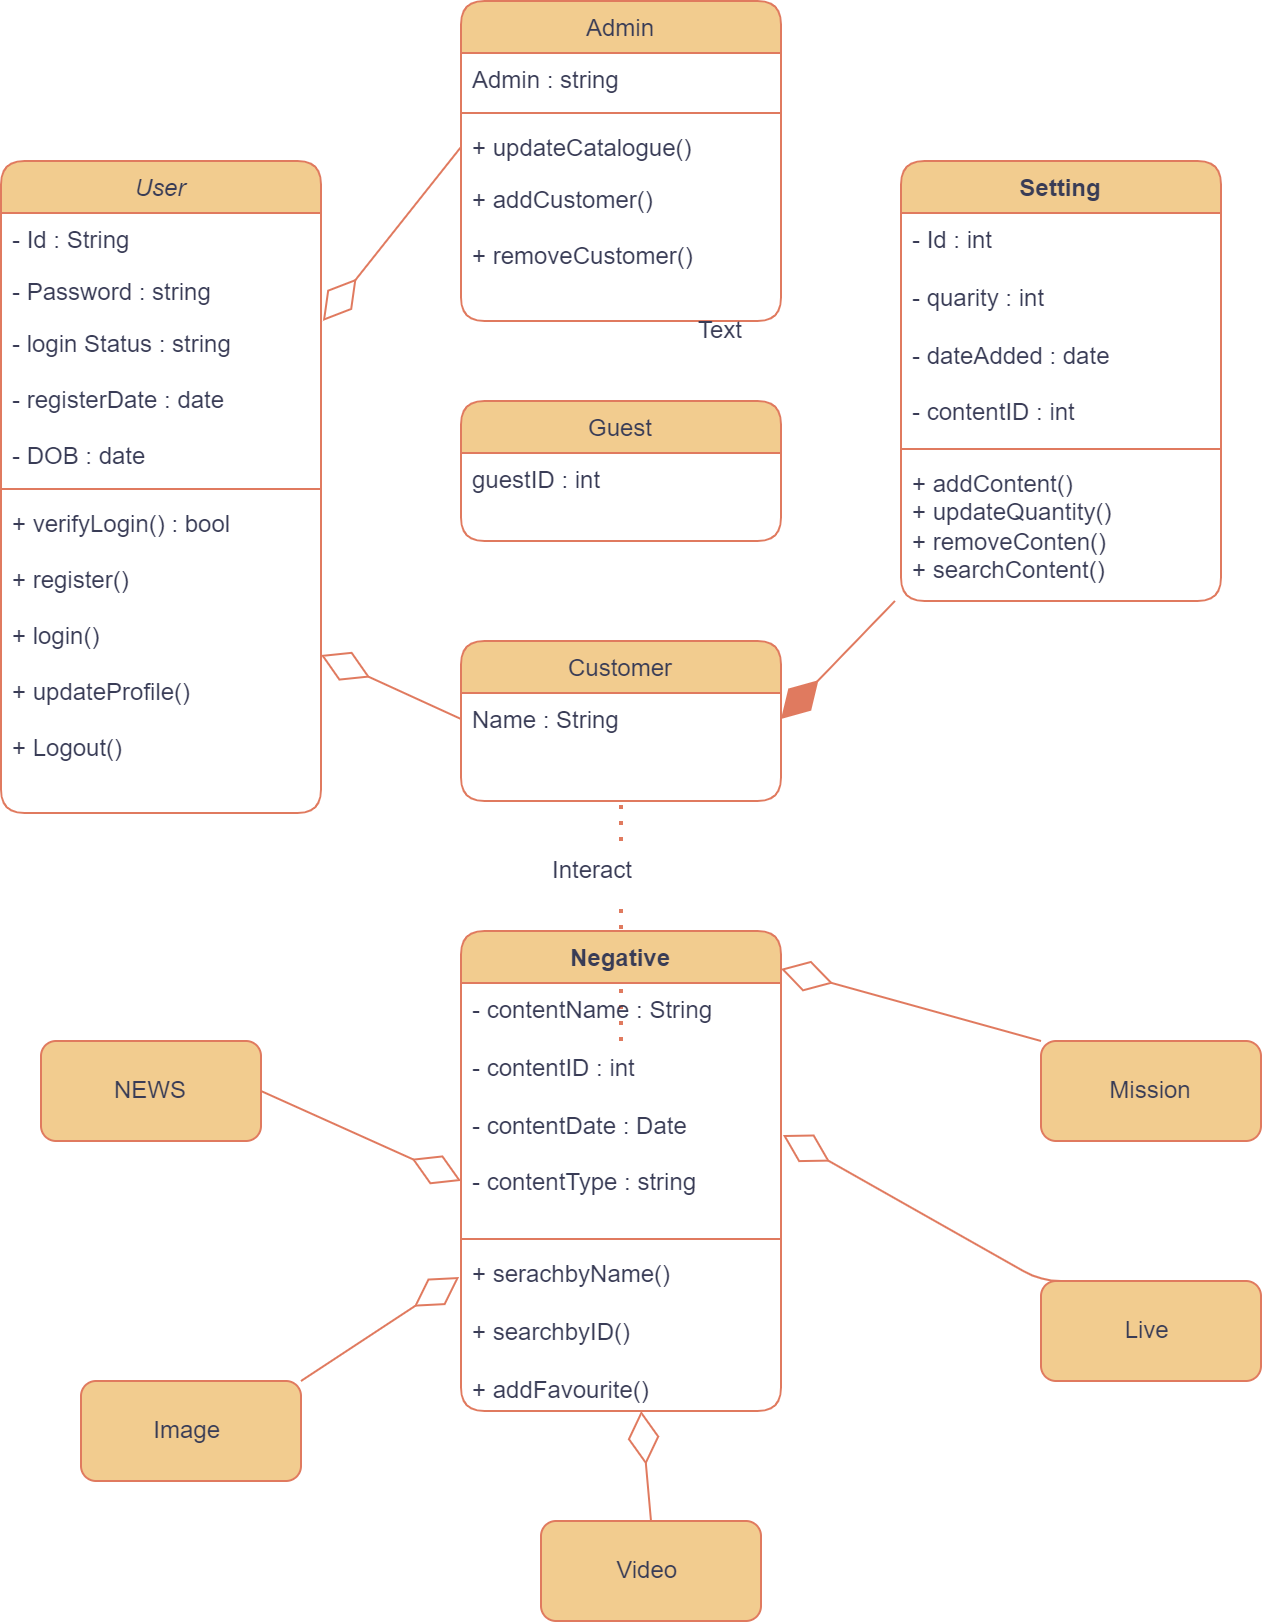 Admin
Admin : string
+ updateCatalogue()
+ addCustomer()
+ removeCustomer()
Text
User
- Id : String
- Password : string
- login Status : string
- registerDate : date
- DOB : date
+ verifyLogin() : bool
+ register()
+ login()
+ updateProfile()
+ Logout()
Setting
- Id : int
- quarity : int
- dateAdded : date
- contentID : int
+ addContent()
+ updateQuantity()
+ removeConten()
+ searchContent()
Guest
guestID : int
Customer
Name : String
Interact
Negative
- contentName : String
- contentID : int
- contentDate : Date
- contentType : string
+ serachbyName()
+ searchbyID()
+ addFavourite()
NEWS
Mission
Live
Image
Video